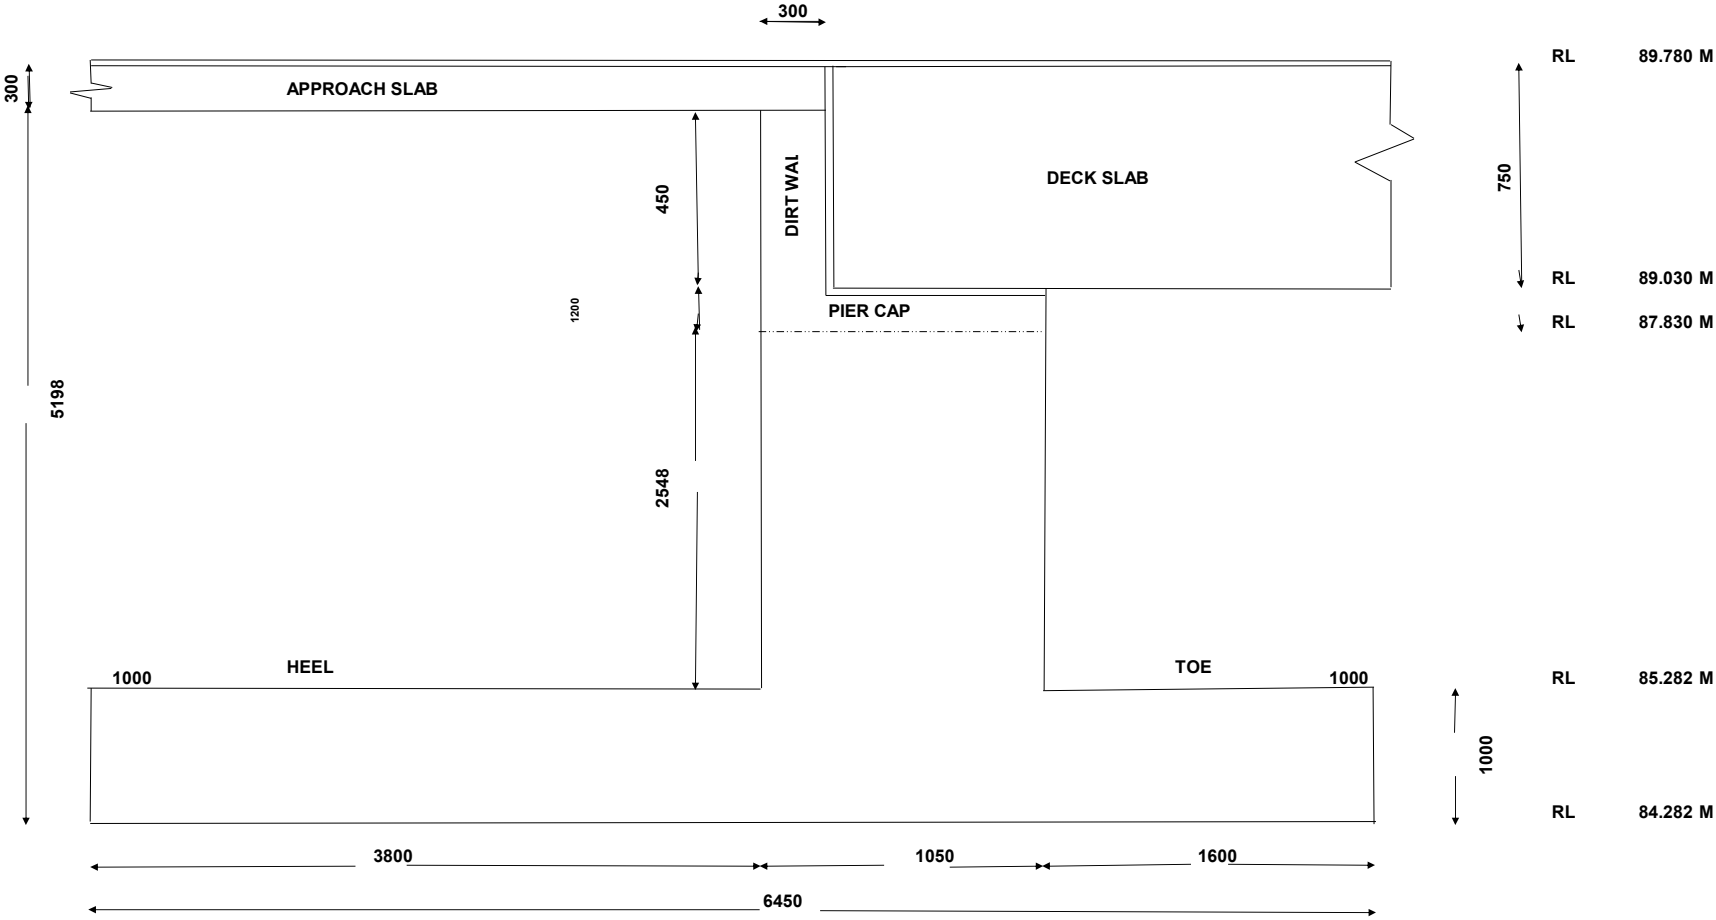 300
RL 89.780 M
300
APPROACH SLAB
DECK SLAB
750
450
DIRT WAL
RL 89.030 M
1200
PIER CAP
RL 87.830 M
5198
2548
HEEL
TOE
1000
1000
RL 85.282 M
1000
RL 84.282 M
3800
1050
1600
6450